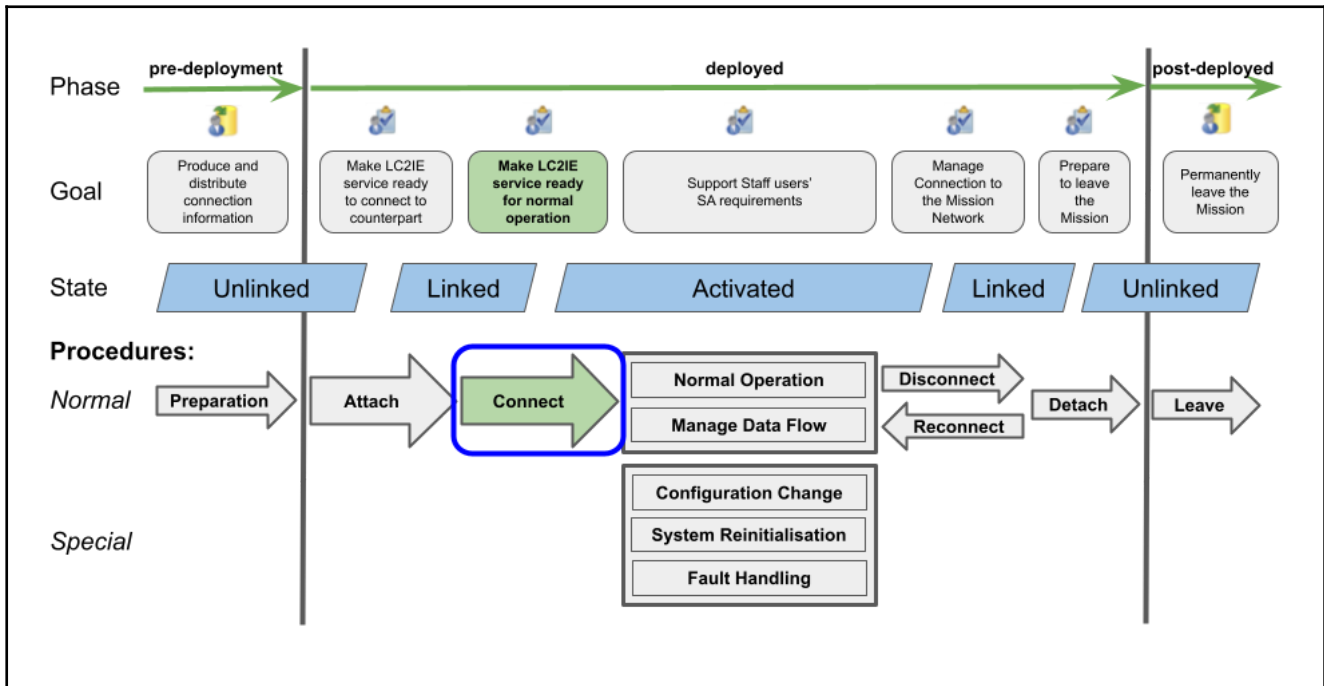 Phase
pre-deployment
deployed
post-deployed
Goal
Produce and
distribute
connection
information
Make LC2IE
service ready
to connect to
counterpart
Make LC2IE
service ready
for normal
operation
Support Staff users'
SA requirements
Manage
Connection to
the Mission
Network
Prepare
to leave
the
Mission
Permanently
leave the
Mission
State
Unlinked
Linked
Activated
Linked
Unlinked
Procedures:
Normal
Preparation
Attach
Connect
Normal Operation
Manage Data Flow
Disconnect
Reconnect
Detach
Leave
Special
Configuration Change
System Reinitialisation
Fault Handling